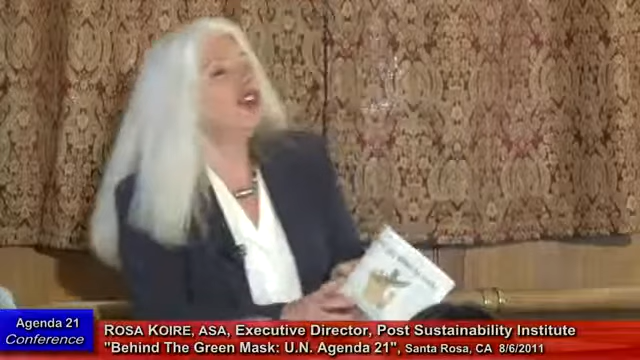 Agenda 21
Conference
ROSA KOIRE, ASA, Executive Director, Post Sustainability Institute
"Behind The Green Mask: U.N. Agenda 21", Santa Rosa, CA 8/6/2011